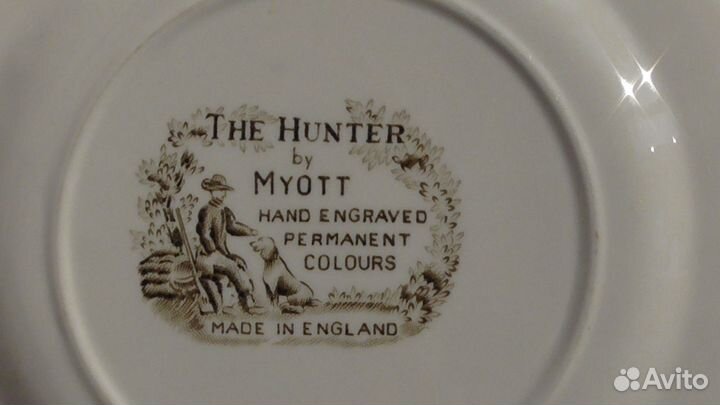 THE HUNTER
by
MYOTT
HAND ENGRAVED
PERMANENT
COLOURS
MADE IN ENGLAND
Avito